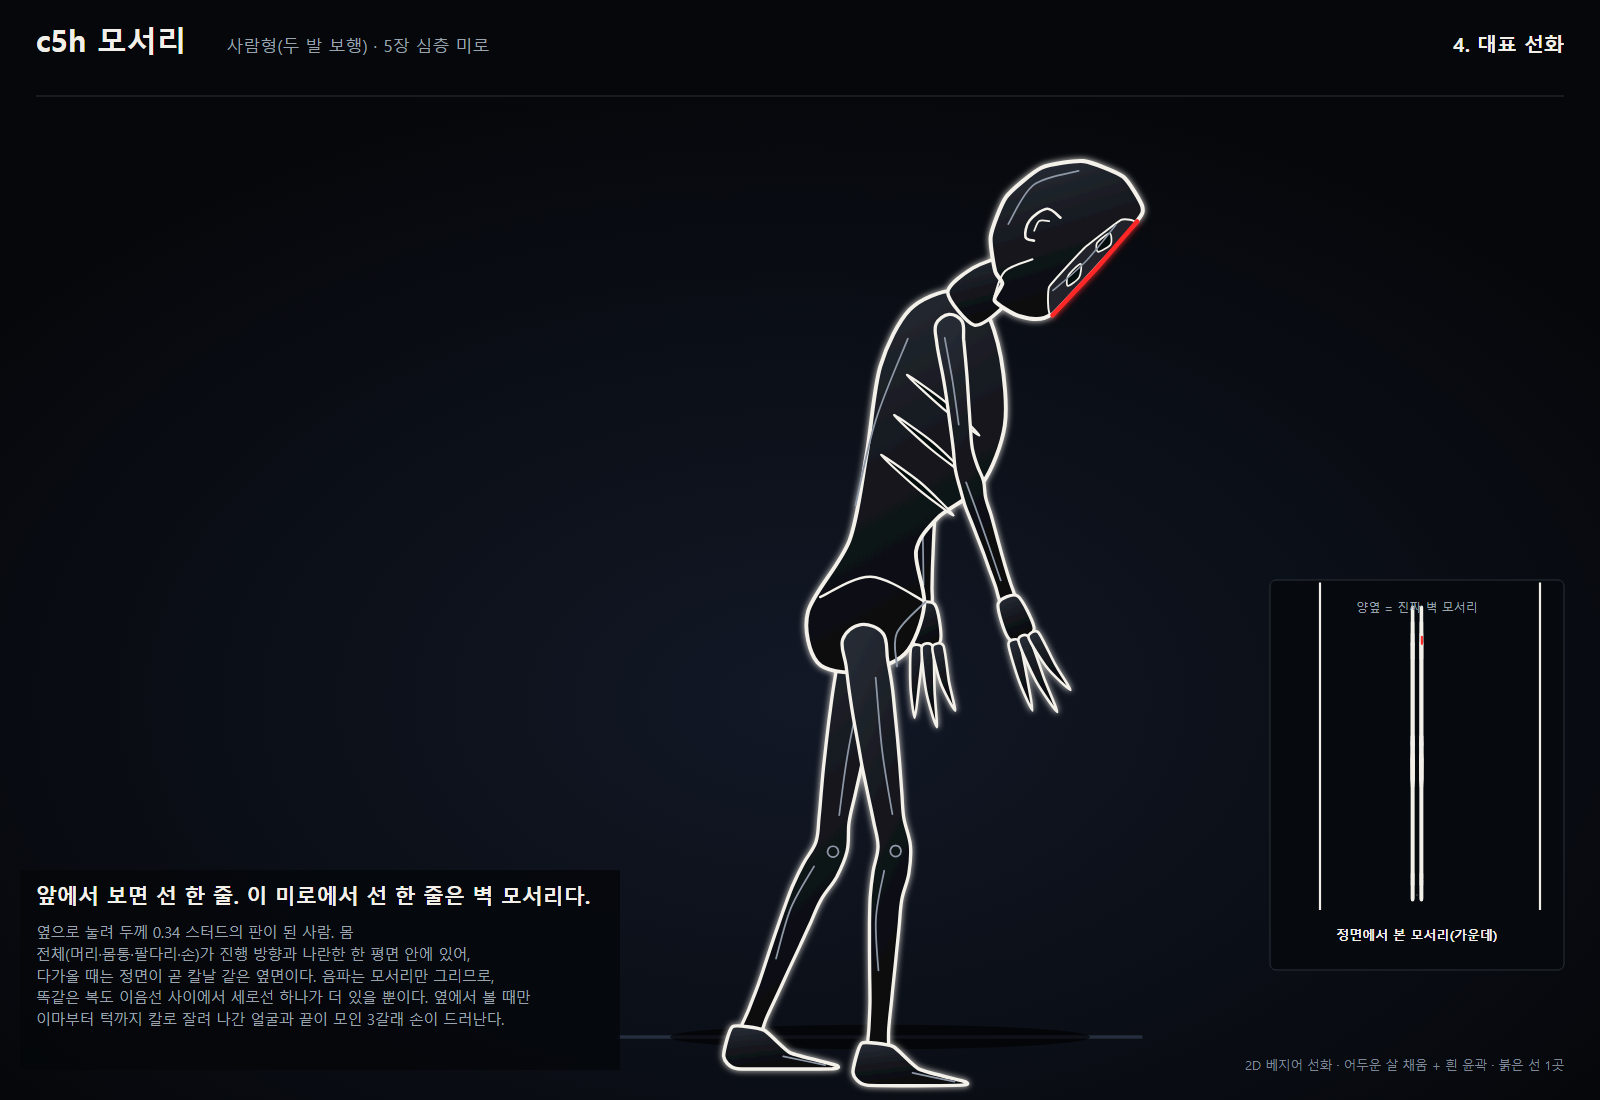 c5h 모서리
사람형(두 발 보행) · 5장 심층 미로
4. 대표 선화
양옆 = 진짜 벽 모서리
정면에서 본 모서리(가운데)
앞에서 보면 선 한 줄. 이 미로에서 선 한 줄은 벽 모서리다.
옆으로 눌려 두께 0.34 스터드의 판이 된 사람. 몸
전체(머리·몸통·팔다리·손)가 진행 방향과 나란한 한 평면 안에 있어,
다가올 때는 정면이 곧 칼날 같은 옆면이다. 음파는 모서리만 그리므로,
똑같은 복도 이음선 사이에서 세로선 하나가 더 있을 뿐이다. 옆에서 볼 때만
이마부터 턱까지 칼로 잘려 나간 얼굴과 끝이 모인 3갈래 손이 드러난다.
2D 베지어 선화 · 어두운 살 채움 + 흰 윤곽 · 붉은 선 1곳